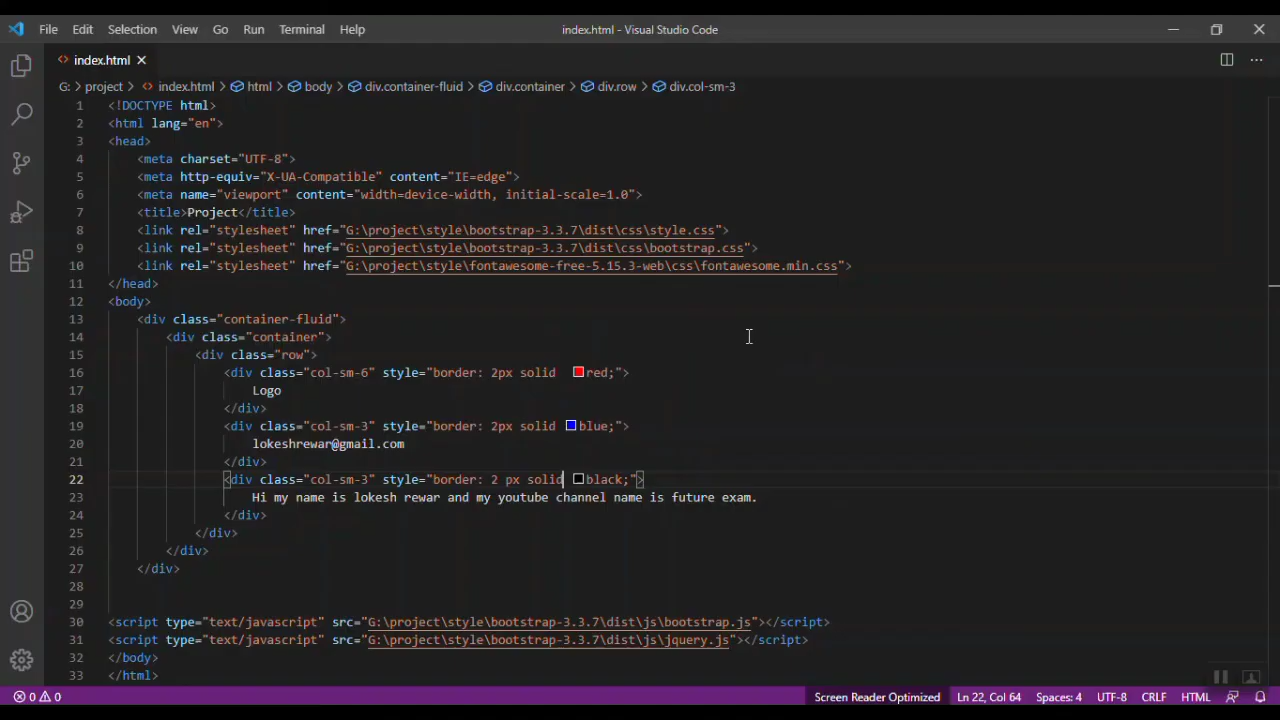 File Edit Selection View Go Run Terminal Help index.html - Visual Studio Code
index.html
G: > project > index.html > html > body > div.container-fluid > div.container > div.row > div.col-sm-3
1 <!DOCTYPE html>
2 <html lang="en">
3 <head>
4 <meta charset="UTF-8">
5 <meta http-equiv="X-UA-Compatible" content="IE=edge">
6 <meta name="viewport" content="width=device-width, initial-scale=1.0">
7 <title>Project</title>
8 <link rel="stylesheet" href="G:\project\style\bootstrap-3.3.7\dist\css\style.css">
9 <link rel="stylesheet" href="G:\project\style\bootstrap-3.3.7\dist\css\bootstrap.css">
10 <link rel="stylesheet" href="G:\project\style\fontawesome-free-5.15.3-web\css\fontawesome.min.css">
11 </head>
12 <body>
13 <div class="container-fluid">
14 <div class="container">
15 <div class="row">
16 <div class="col-sm-6" style="border: 2px solid red;">
17 Logo
18 </div>
19 <div class="col-sm-3" style="border: 2px solid blue;">
20 lokeshrewar@gmail.com
21 </div>
22 <div class="col-sm-3" style="border: 2 px solid black;">
23 Hi my name is lokesh rewar and my youtube channel name is future exam.
24 </div>
25 </div>
26 </div>
27 </div>
28
29
30 <script type="text/javascript" src="G:\project\style\bootstrap-3.3.7\dist\js\bootstrap.js"></script>
31 <script type="text/javascript" src="G:\project\style\bootstrap-3.3.7\dist\js\jquery.js"></script>
32 </body>
33 </html>
0 0 Screen Reader Optimized Ln 22, Col 64 Spaces: 4 UTF-8 CRLF HTML